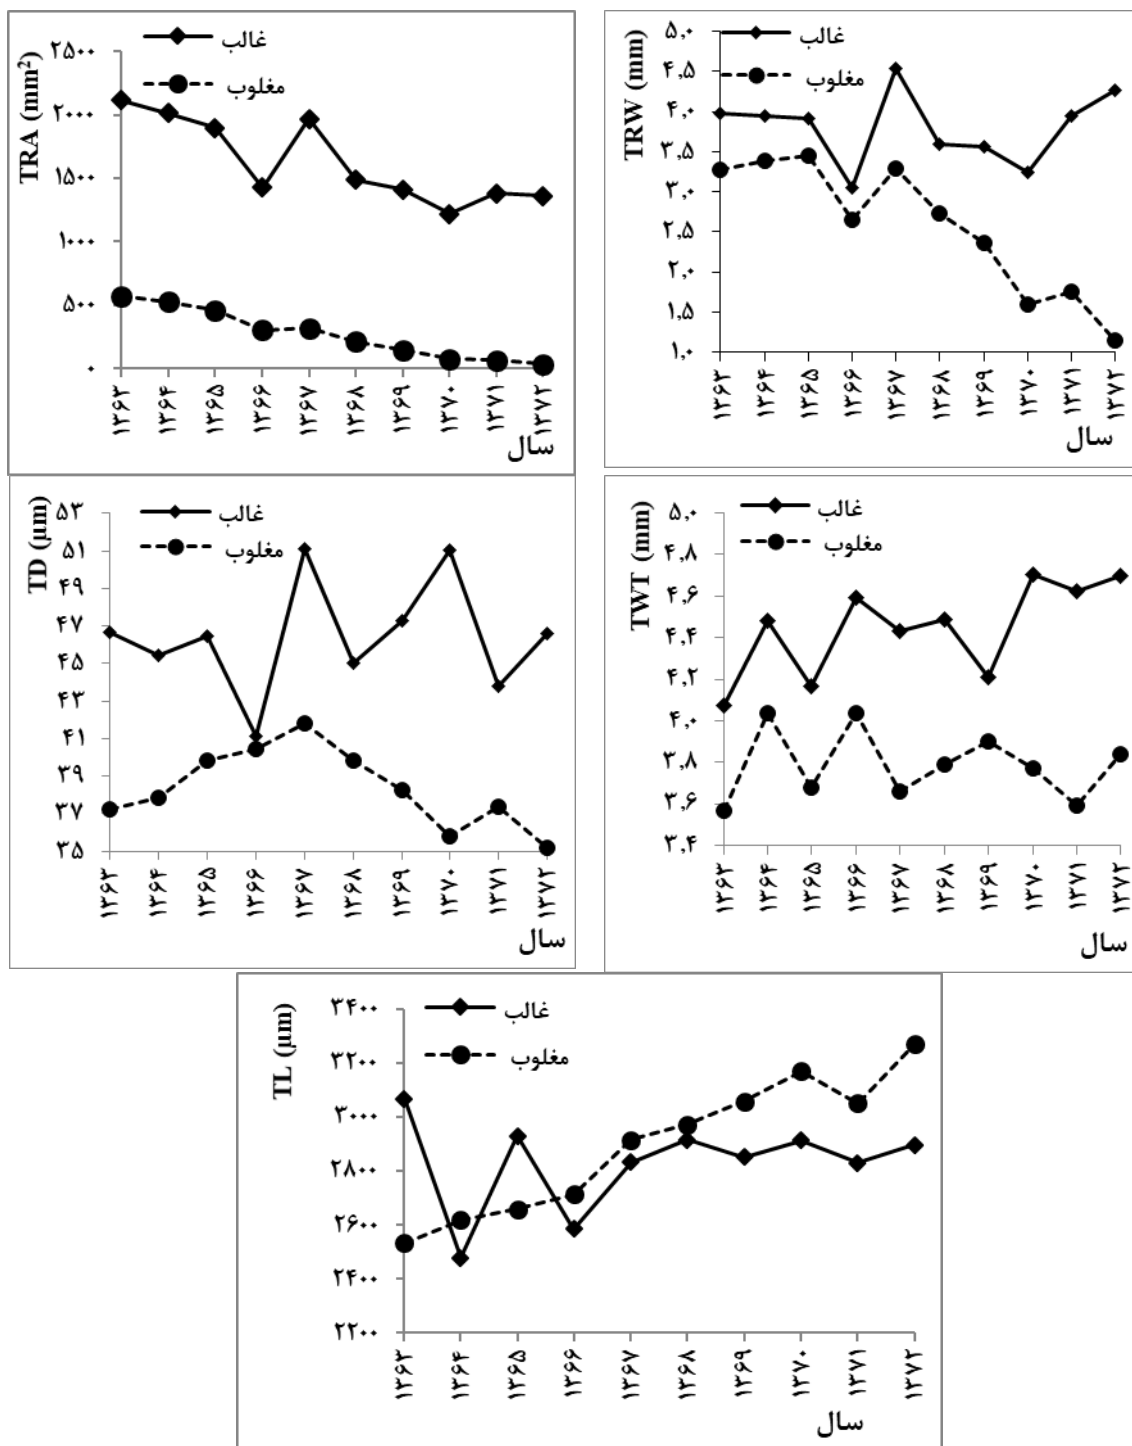 TRA (mm²)
غالب
مغلوب
۲۵۰۰
۲۰۰۰
۱۵۰۰
۱۰۰۰
۵۰۰
۰
۱۳۶۳ ۱۳۶۴ ۱۳۶۵ ۱۳۶۶ ۱۳۶۷ ۱۳۶۸ ۱۳۶۹ ۱۳۷۰ ۱۳۷۱ ۱۳۷۲
سال
TRW (mm)
غالب
مغلوب
۵,۰
۴,۵
۴,۰
۳,۵
۳,۰
۲,۵
۲,۰
۱,۵
۱,۰
۱۳۶۳ ۱۳۶۴ ۱۳۶۵ ۱۳۶۶ ۱۳۶۷ ۱۳۶۸ ۱۳۶۹ ۱۳۷۰ ۱۳۷۱ ۱۳۷۲
سال
TD (µm)
غالب
مغلوب
۵۳
۵۱
۴۹
۴۷
۴۵
۴۳
۴۱
۳۹
۳۷
۳۵
۱۳۶۳ ۱۳۶۴ ۱۳۶۵ ۱۳۶۶ ۱۳۶۷ ۱۳۶۸ ۱۳۶۹ ۱۳۷۰ ۱۳۷۱ ۱۳۷۲
سال
TWT (mm)
غالب
مغلوب
۵,۰
۴,۸
۴,۶
۴,۴
۴,۲
۴,۰
۳,۸
۳,۶
۳,۴
۱۳۶۳ ۱۳۶۴ ۱۳۶۵ ۱۳۶۶ ۱۳۶۷ ۱۳۶۸ ۱۳۶۹ ۱۳۷۰ ۱۳۷۱ ۱۳۷۲
سال
TL (µm)
غالب
مغلوب
۳۴۰۰
۳۲۰۰
۳۰۰۰
۲۸۰۰
۲۶۰۰
۲۴۰۰
۲۲۰۰
۱۳۶۳ ۱۳۶۴ ۱۳۶۵ ۱۳۶۶ ۱۳۶۷ ۱۳۶۸ ۱۳۶۹ ۱۳۷۰ ۱۳۷۱ ۱۳۷۲
سال